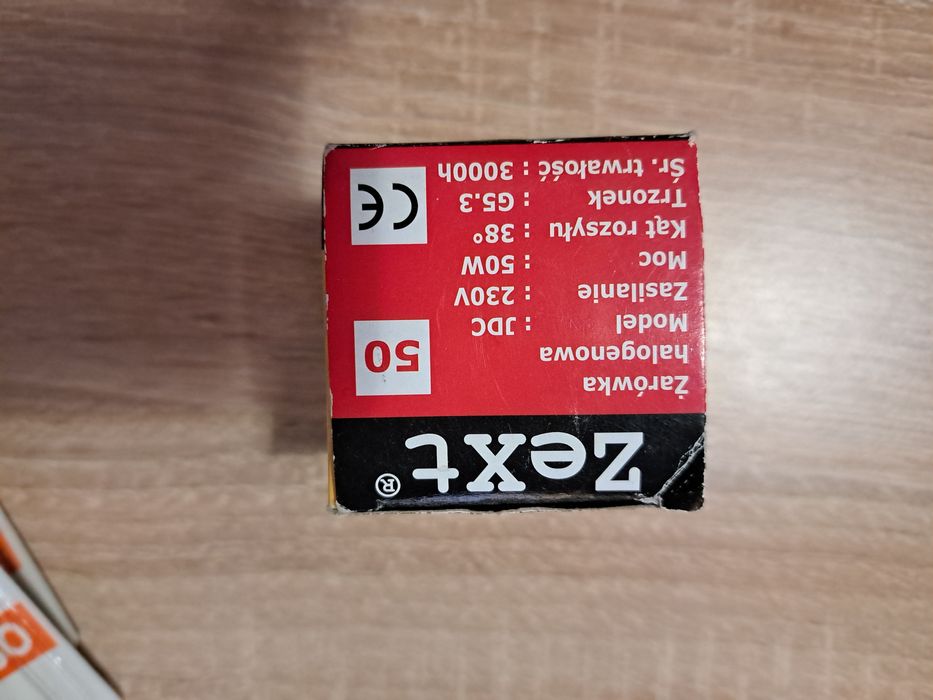 Zext®
Żarówka
halogenowa
Model : JDC
Zasilanie : 230V
Moc : 50W
Kąt rozsyłu : 38°
Trzonek : G5.3
Śr. trwałość : 3000h
50
CE